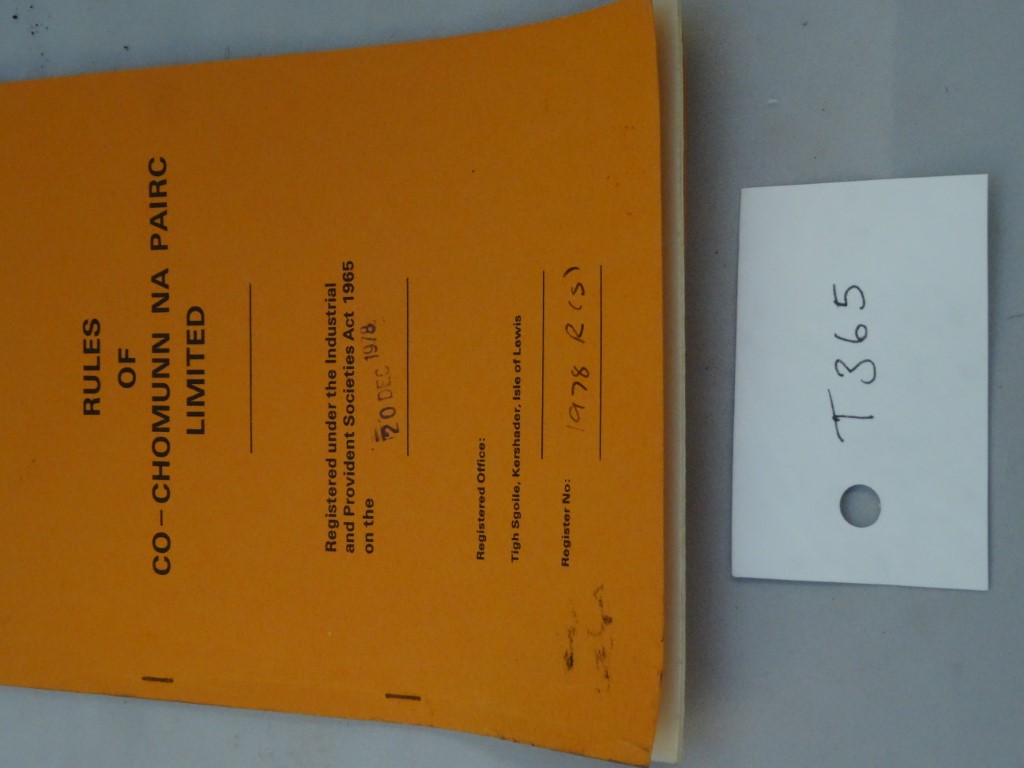 RULES
OF
CO-CHOMUNN NA PAIRC
LIMITED
Registered under the Industrial
and Provident Societies Act 1965
on the 20 DEC 1978
Registered Office:
Tigh Sgoile, Kershader, Isle of Lewis
Register No: 1978 R (S)
T365